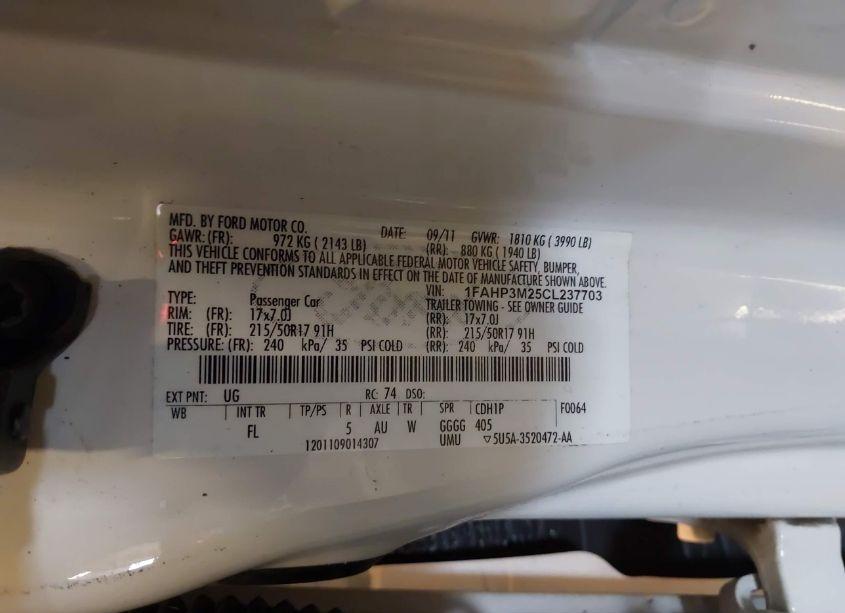 MFD. BY FORD MOTOR CO. DATE: 09/11 GVWR: 1810 KG ( 3990 LB)
GAWR: (FR): 972 KG ( 2143 LB) (RR): 880 KG ( 1940 LB)
THIS VEHICLE CONFORMS TO ALL APPLICABLE FEDERAL MOTOR VEHICLE SAFETY, BUMPER,
AND THEFT PREVENTION STANDARDS IN EFFECT ON THE DATE OF MANUFACTURE SHOWN ABOVE.
VIN: 1FAHP3M25CL237703
TYPE: Passenger Car TRAILER TOWING - SEE OWNER GUIDE
RIM: (FR): 17x7.0J (RR): 17x7.0J
TIRE: (FR): 215/50R17 91H (RR): 215/50R17 91H
PRESSURE: (FR): 240 kPa/ 35 PSI COLD (RR): 240 kPa/ 35 PSI COLD
EXT PNT: UG RC: 74 DSO:
WB INT TR TP/PS R AXLE TR SPR CDH1P F0064
FL 5 AU W GGGG 405
1201109014307 UMU ▽5U5A-3520472-AA